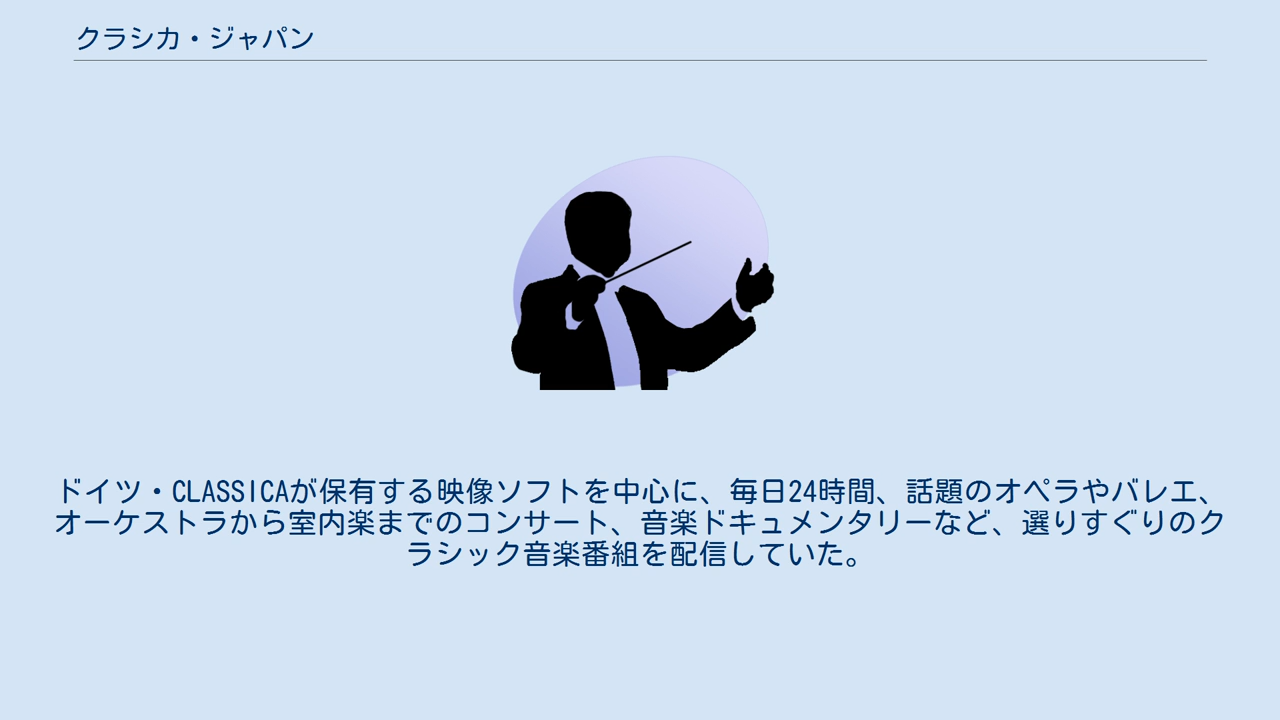 クラシカ・ジャパン
ドイツ・CLASSICAが保有する映像ソフトを中心に、毎日24時間、話題のオペラやバレエ、
オーケストラから室内楽までのコンサート、音楽ドキュメンタリーなど、選りすぐりのク
ラシック音楽番組を配信していた。